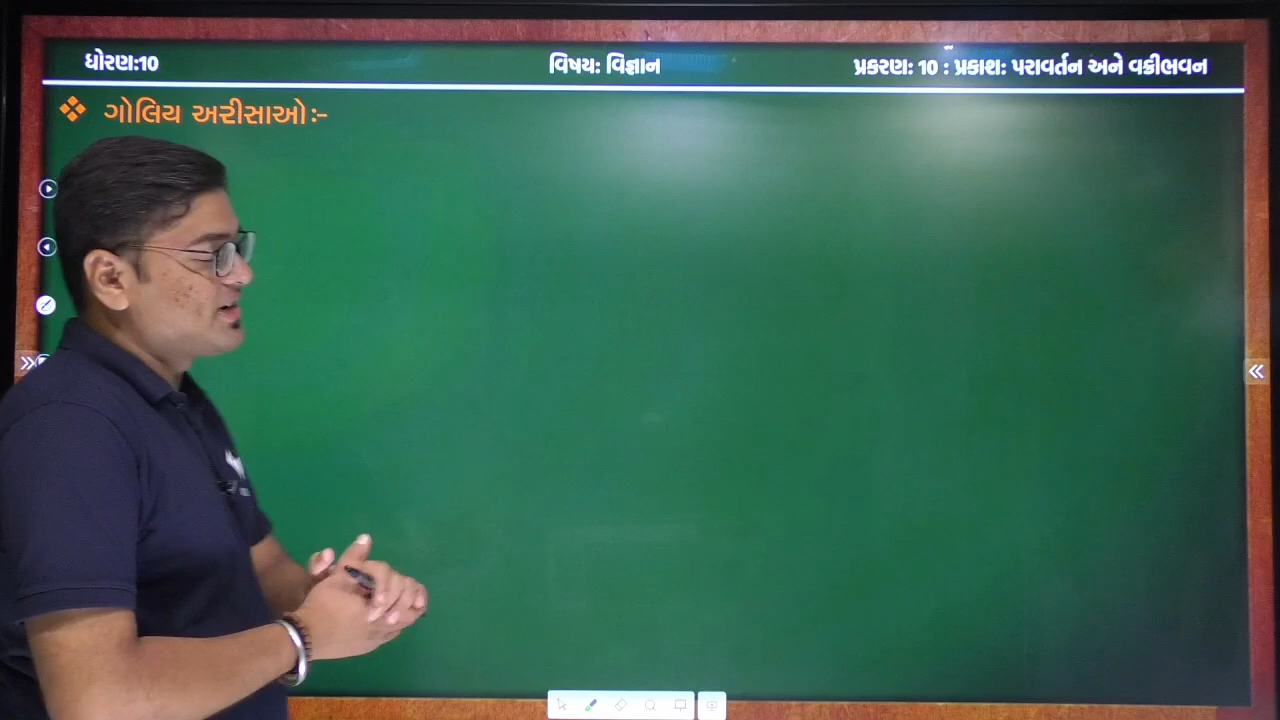 ધોરણ:10 વિષય: વિજ્ઞાન પ્રકરણ: 10 : પ્રકાશ: પરાવર્તન અને વક્રીભવન
❖ ગોલિય અરીસાઓ:-